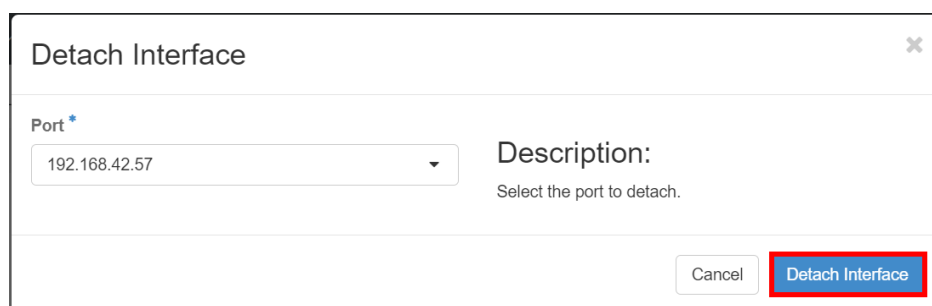 Detach Interface
Port *
192.168.42.57
Description:
Select the port to detach.
Cancel
Detach Interface